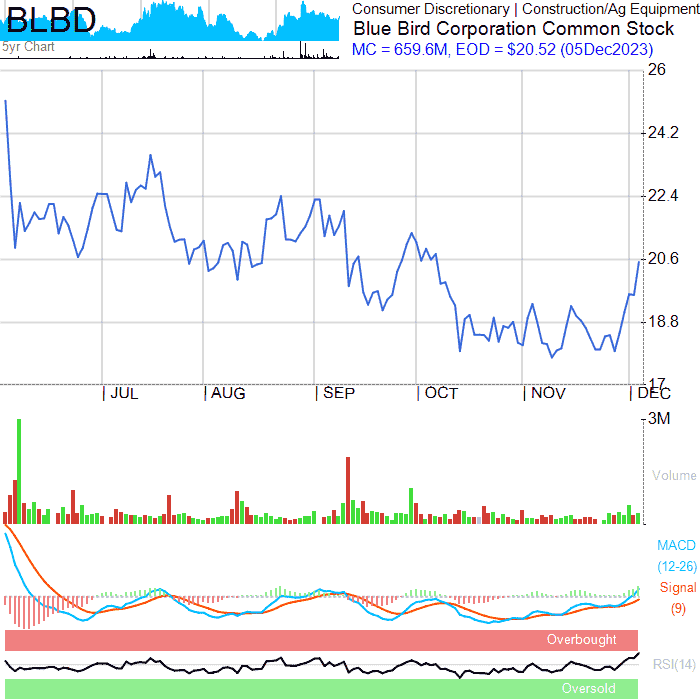 BLBD
5yr Chart
Consumer Discretionary | Construction/Ag Equipment
Blue Bird Corporation Common Stock
MC = 659.6M, EOD = $20.52 (05Dec2023)
26
24.2
22.4
20.6
18.8
17
JUL
AUG
SEP
OCT
NOV
DEC
3M
Volume
MACD
(12-26)
Signal
(9)
Overbought
RSI(14)
Oversold